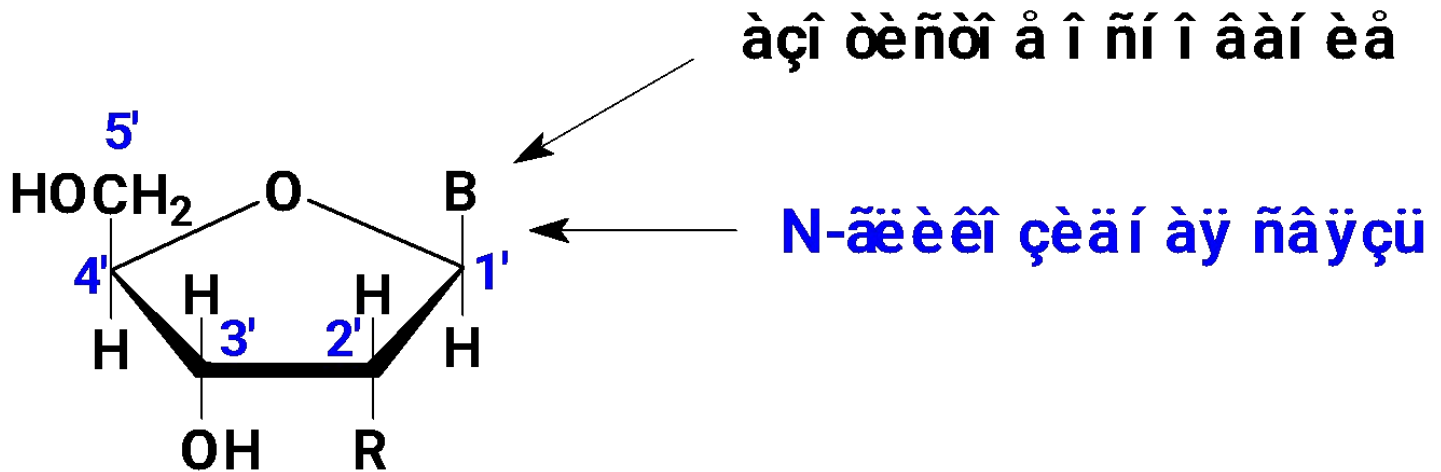 àçî òèñòî å î ñí î âàí èå
5'
HOCH₂ O B
N-ãëèêî çèäí àÿ ñâÿçü
4' H H 1'
H 3' 2' H
OH R